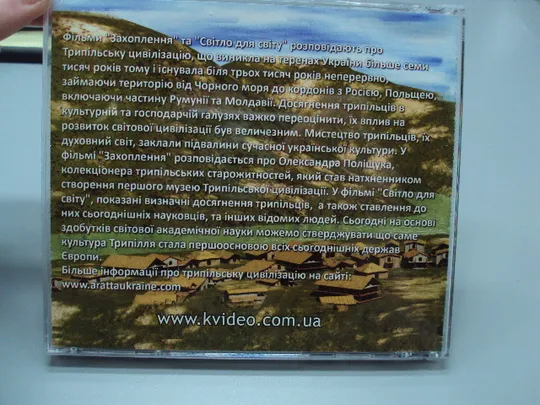 Фільми "Захоплення" та "Світло для світу" розповідають про
Трипільську цивілізацію, що виникла на теренах України більше семи
тисяч років тому і існувала біля трьох тисяч років неперервно,
займаючи територію від Чорного моря до кордонів з Росією, Польщею,
включаючи частину Румунії та Молдавії. Досягнення трипільців в
культурній та господарчій галузях важко переоцінити, їх вплив на
розвиток світової цивілізації був величезним. Мистецтво трипільців, їх
духовний світ, заклали підвалини сучасної української культури. У
фільмі "Захоплення" розповідається про Олександра Поліщука,
колекціонера трипільських старожитностей, який став натхненником
створення першого музею Трипільської цивілізації. У фільмі "Світло для
світу", показані визначні досягнення трипільців, а також ставлення до
них сьогоднішніх науковців, та інших відомих людей. Сьогодні на основі
здобутків світової академічної науки можемо стверджувати що саме
культура Трипілля стала першоосновою всіх сьогоднішніх держав
Європи.
Більше інформації про трипільську цивілізацію на сайті:
www.arattaukraine.com
www.kvideo.com.ua